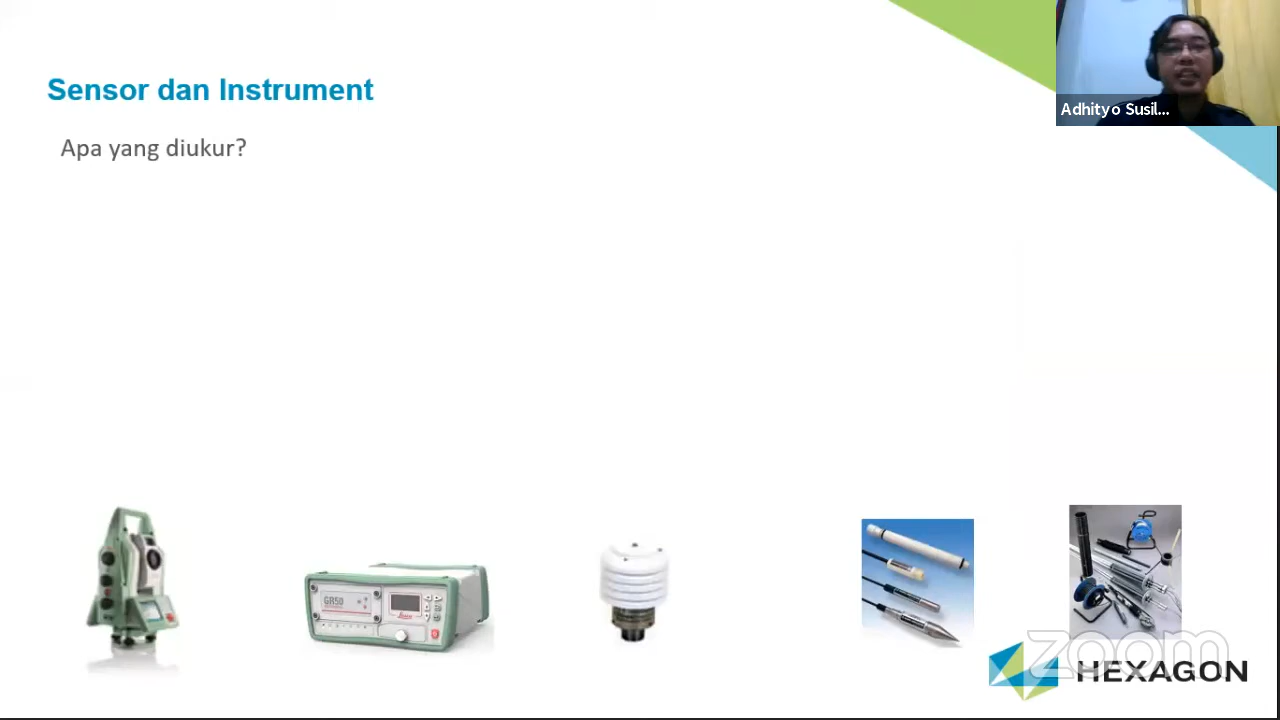 Sensor dan Instrument
Apa yang diukur?
Adhityo Susil...
GR50
Leica
zoom
HEXAGON